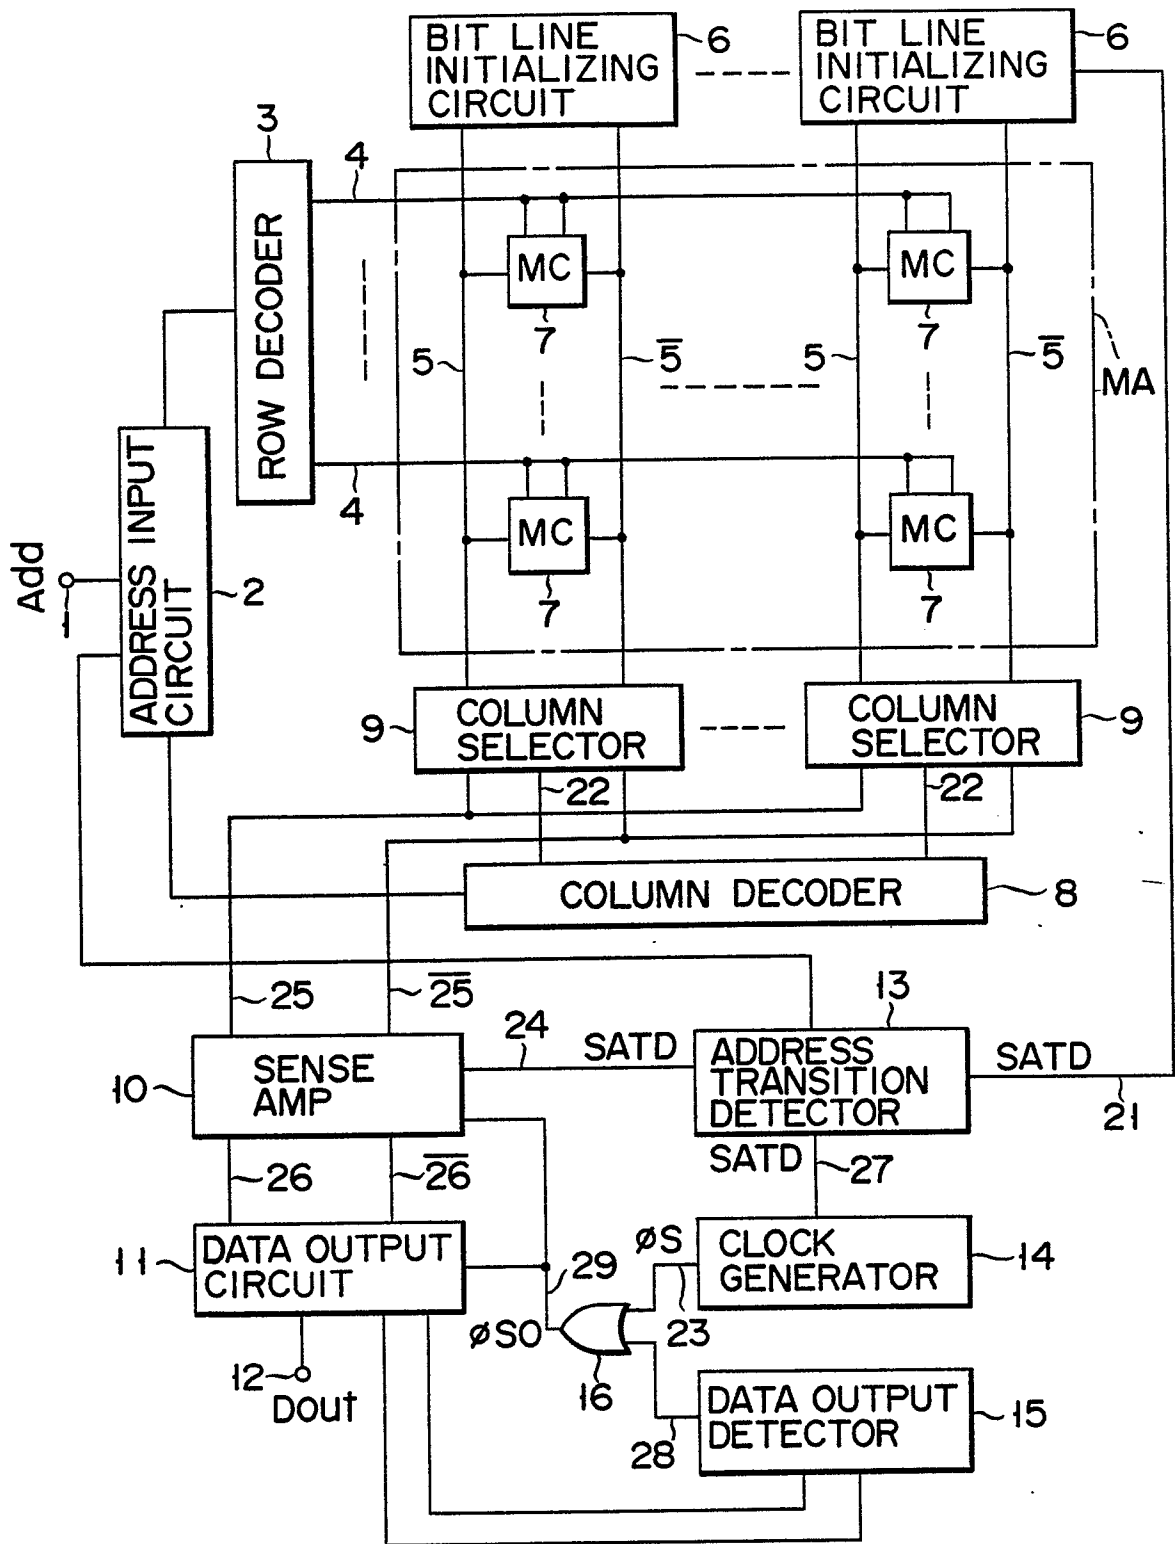 BIT LINE
INITIALIZING
CIRCUIT
6
BIT LINE
INITIALIZING
CIRCUIT
6
3
4
ROW DECODER
MC
7
MC
7
5
5̅
5
5̅
MA
4
MC
7
MC
7
Add
1
ADDRESS INPUT
CIRCUIT
2
9
COLUMN
SELECTOR
COLUMN
SELECTOR
9
22
22
COLUMN DECODER
8
25
2̅5̅
13
24
SATD
ADDRESS
TRANSITION
DETECTOR
SATD
21
10
SENSE
AMP
26
2̅6̅
SATD
27
11
DATA OUTPUT
CIRCUIT
29
øS
23
CLOCK
GENERATOR
14
øSO
16
12
Dout
28
DATA OUTPUT
DETECTOR
15